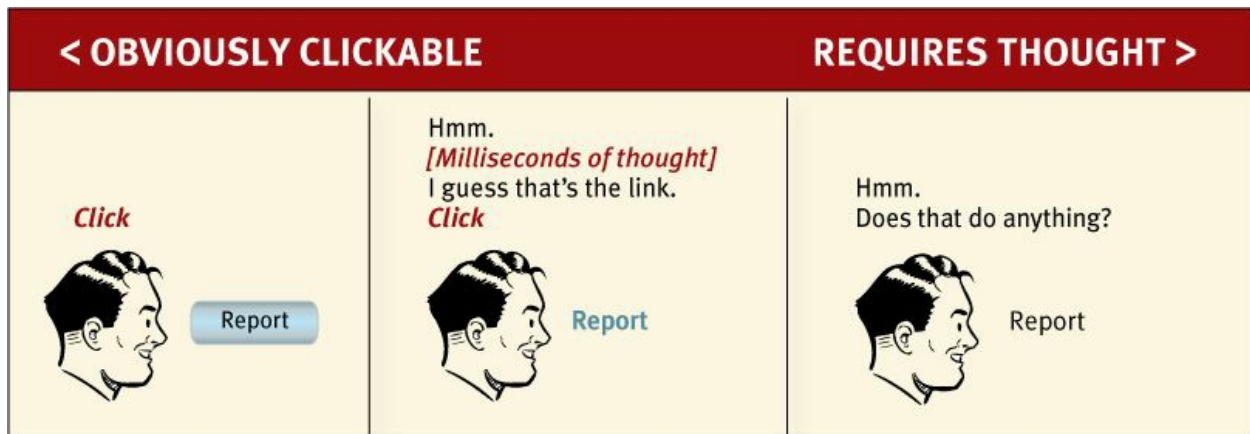 < OBVIOUSLY CLICKABLE
REQUIRES THOUGHT >
Click
Report
Hmm.
[Milliseconds of thought]
I guess that's the link.
Click
Report
Hmm.
Does that do anything?
Report